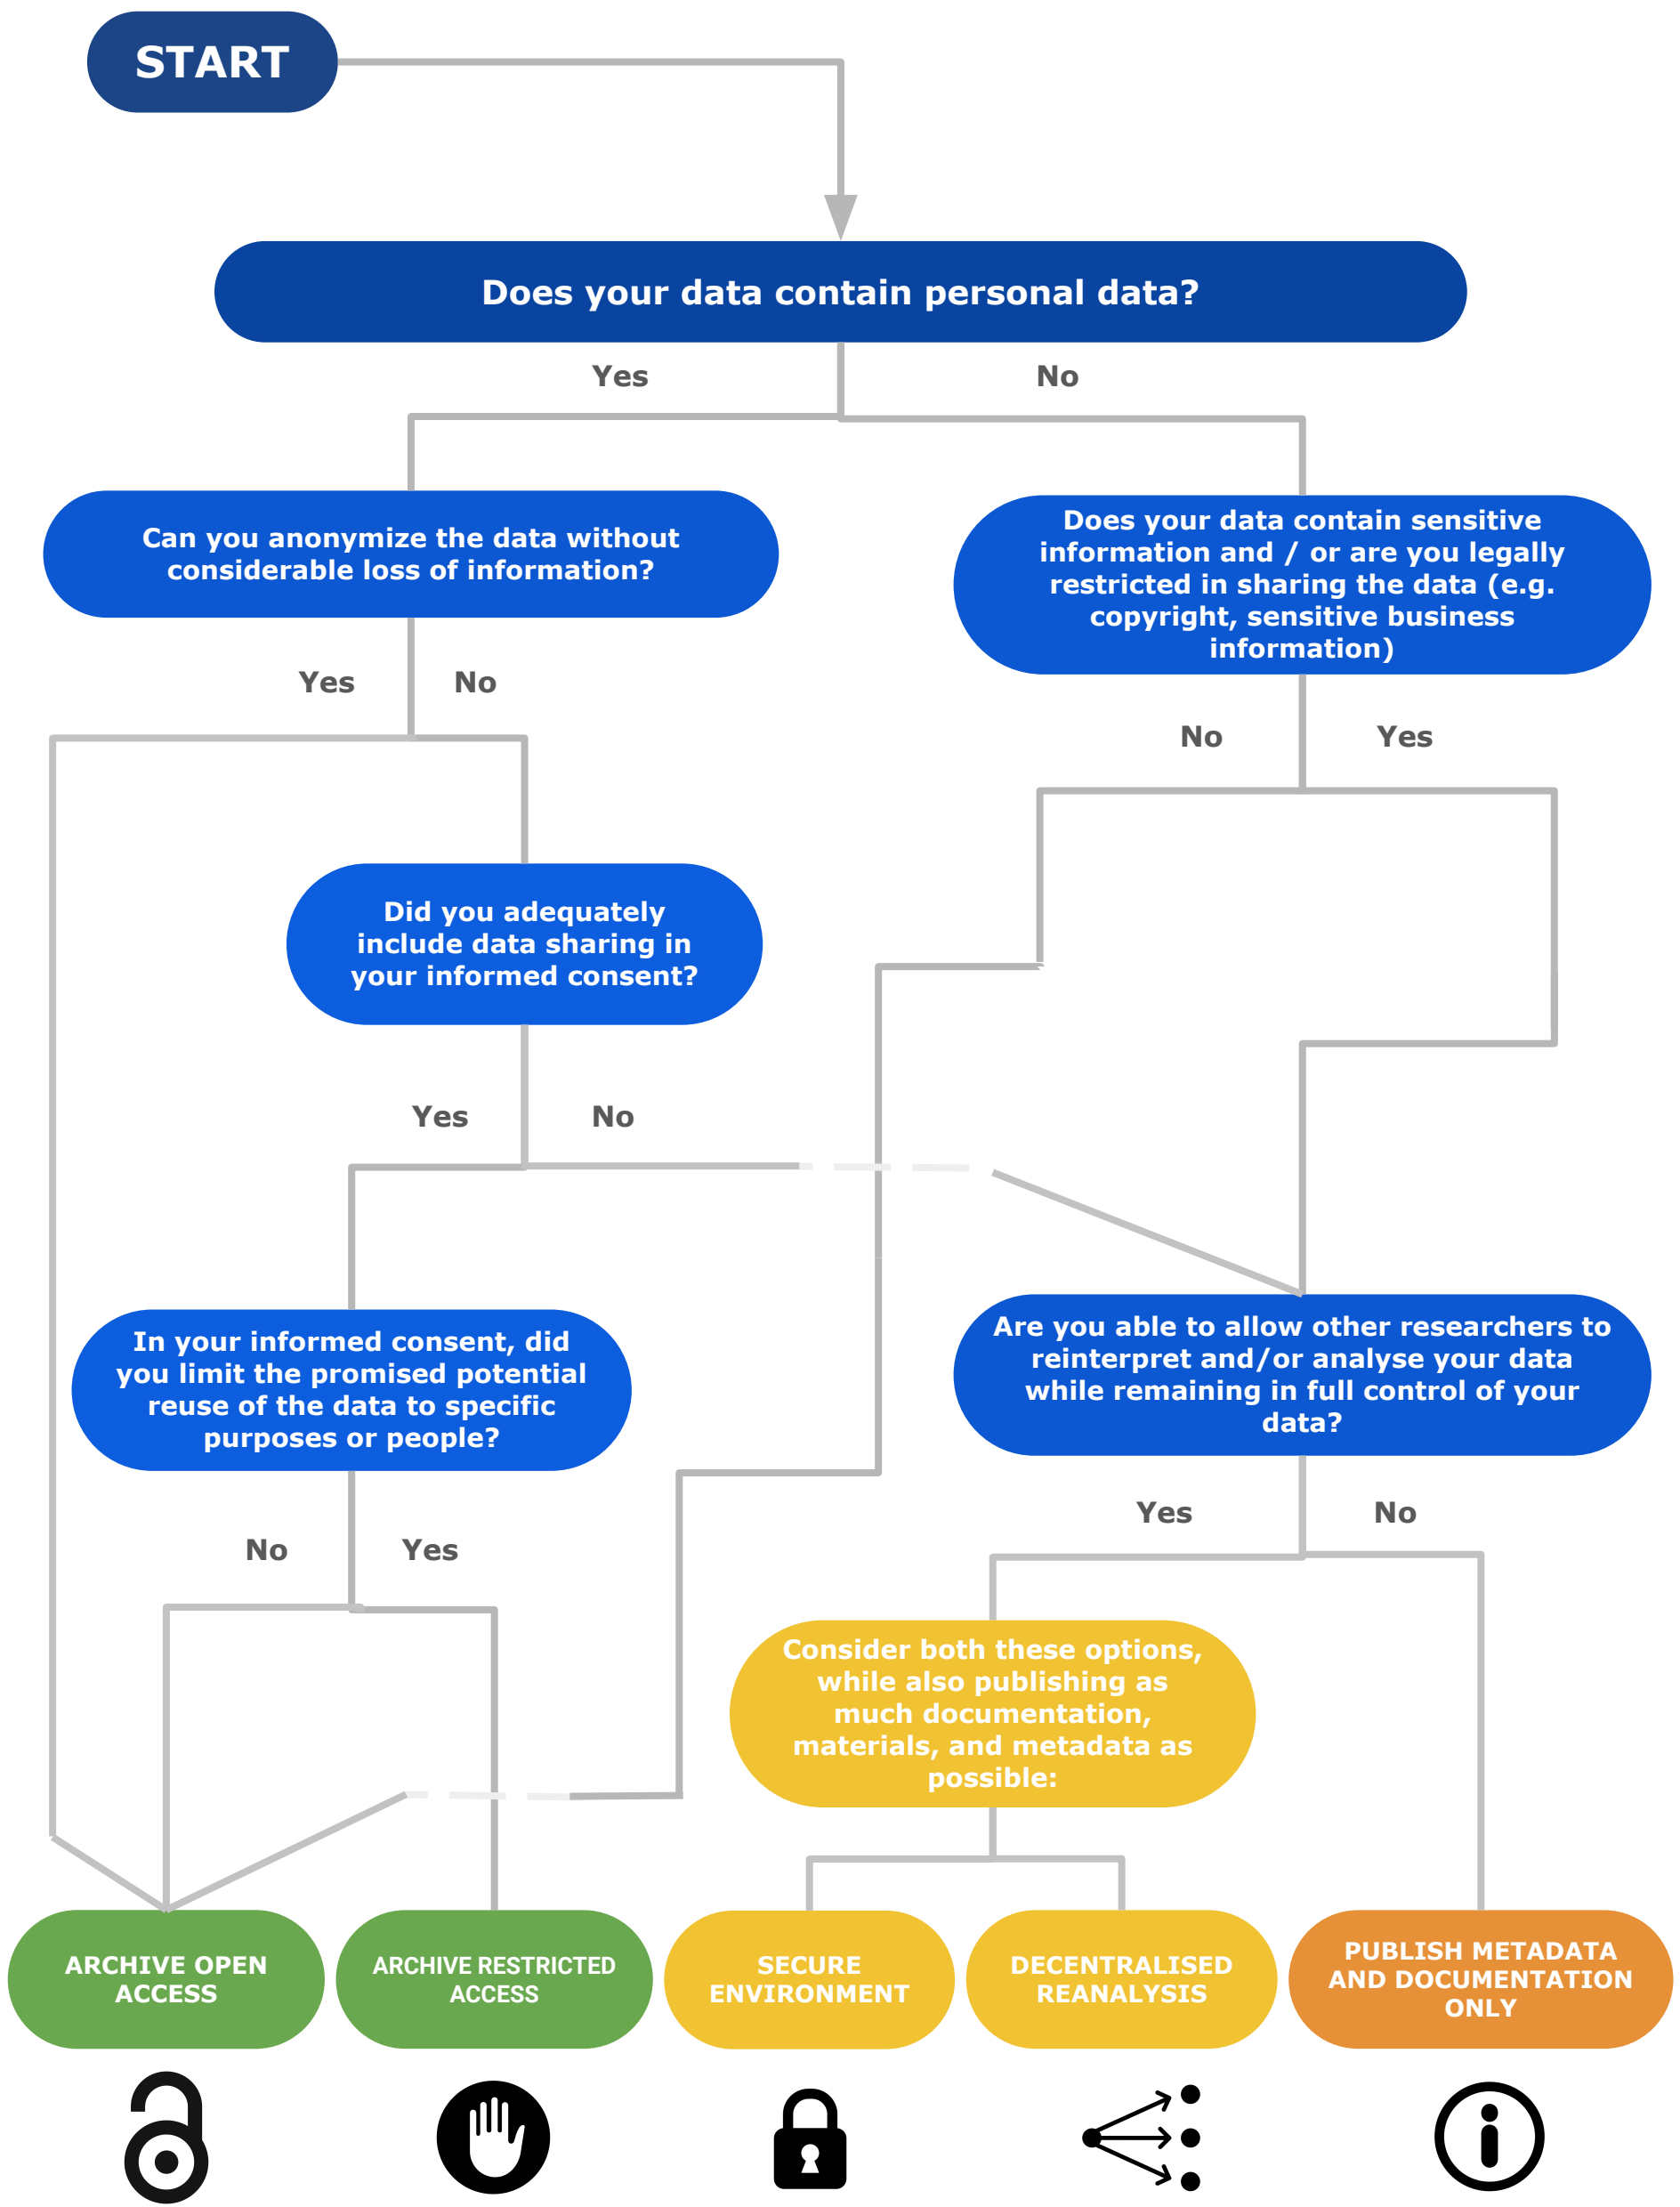 START
Does your data contain personal data?
Yes
No
Can you anonymize the data without
considerable loss of information?
Does your data contain sensitive
information and / or are you legally
restricted in sharing the data (e.g.
copyright, sensitive business
information)
Yes
No
No
Yes
Did you adequately
include data sharing in
your informed consent?
Yes
No
In your informed consent, did
you limit the promised potential
reuse of the data to specific
purposes or people?
Are you able to allow other researchers to
reinterpret and/or analyse your data
while remaining in full control of your
data?
No
Yes
Yes
No
Consider both these options,
while also publishing as
much documentation,
materials, and metadata as
possible:
ARCHIVE OPEN
ACCESS
ARCHIVE RESTRICTED
ACCESS
SECURE
ENVIRONMENT
DECENTRALISED
REANALYSIS
PUBLISH METADATA
AND DOCUMENTATION
ONLY